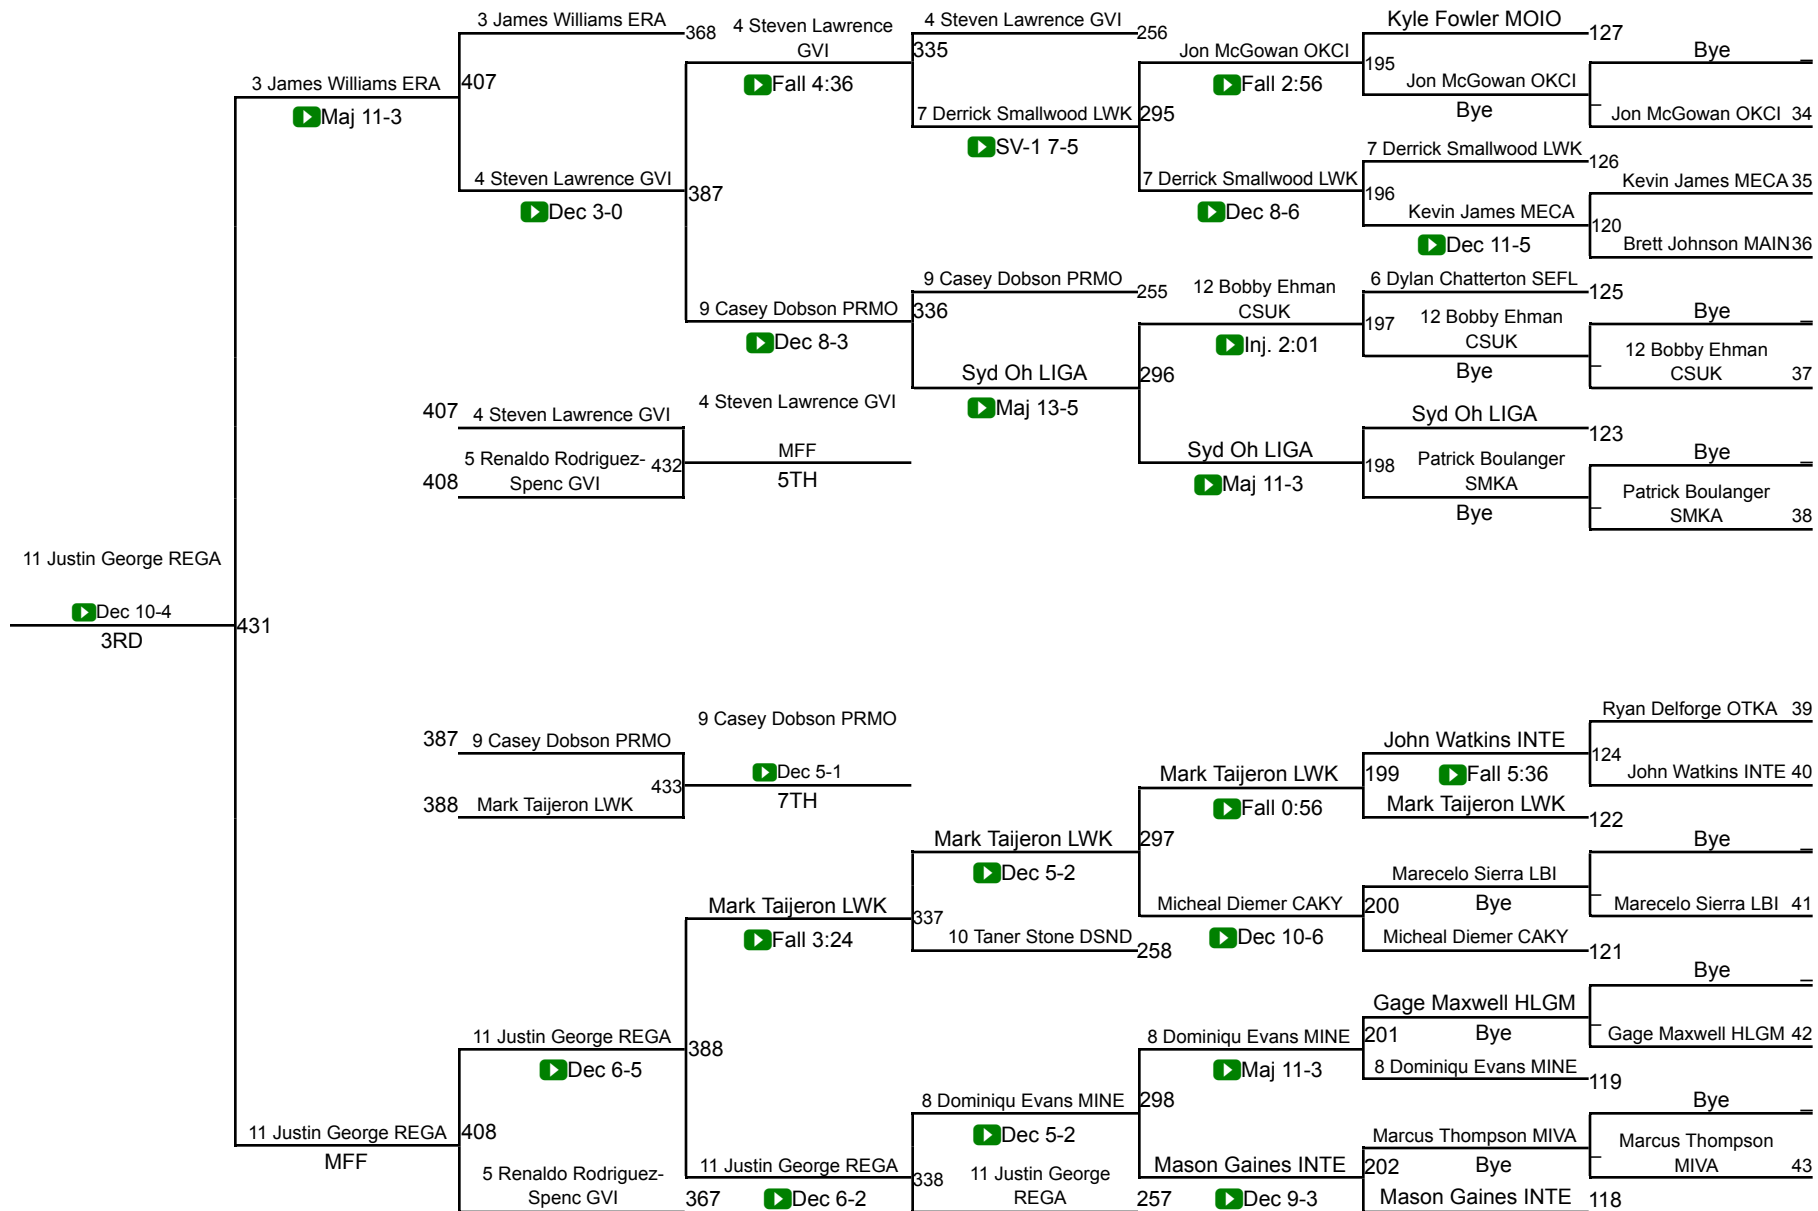 3 James Williams ERA
368
4 Steven Lawrence
GVI
4 Steven Lawrence GVI
256
Kyle Fowler MOIO
127
Bye
_
335
Jon McGowan OKCI
195
Fall 4:36
Fall 2:56
Jon McGowan OKCI
3 James Williams ERA
407
Bye
_
Jon McGowan OKCI 34
Maj 11-3
7 Derrick Smallwood LWK
295
SV-1 7-5
7 Derrick Smallwood LWK
126
4 Steven Lawrence GVI
387
7 Derrick Smallwood LWK
196
Kevin James MECA 35
Dec 3-0
Dec 8-6
Kevin James MECA
120
Dec 11-5
Brett Johnson MAIN 36
9 Casey Dobson PRMO
255
12 Bobby Ehman
CSUK
6 Dylan Chatterton SEFL
125
9 Casey Dobson PRMO
336
197
12 Bobby Ehman
CSUK
Bye
_
Dec 8-3
Inj. 2:01
Bye
_
12 Bobby Ehman
CSUK
37
Syd Oh LIGA
296
4 Steven Lawrence GVI
Maj 13-5
407
4 Steven Lawrence GVI
Syd Oh LIGA
123
5 Renaldo Rodriguez-
Spenc GVI
432
MFF
Syd Oh LIGA
198
Patrick Boulanger
SMKA
Bye
_
408
5TH
Maj 11-3
Bye
_
Patrick Boulanger
SMKA
38
11 Justin George REGA
Dec 10-4
431
3RD
9 Casey Dobson PRMO
Ryan Delforge OTKA 39
387
9 Casey Dobson PRMO
John Watkins INTE
124
433
Dec 5-1
Mark Taijeron LWK
199
Fall 5:36
John Watkins INTE 40
388
Mark Taijeron LWK
7TH
Fall 0:56
Mark Taijeron LWK
122
Mark Taijeron LWK
297
Bye
_
Dec 5-2
Marecelo Sierra LBI
_
Mark Taijeron LWK
337
Micheal Diemer CAKY
200
Bye
Marecelo Sierra LBI 41
Fall 3:24
10 Taner Stone DSND
258
Dec 10-6
Micheal Diemer CAKY
121
Bye
_
Gage Maxwell HLGM
_
11 Justin George REGA
388
8 Dominiqu Evans MINE
201
Bye
Gage Maxwell HLGM 42
Dec 6-5
Maj 11-3
8 Dominiqu Evans MINE
119
8 Dominiqu Evans MINE
298
Bye
_
11 Justin George REGA
408
Dec 5-2
Marcus Thompson MIVA
_
Marcus Thompson
MIVA
43
MFF
5 Renaldo Rodriguez-
Spenc GVI
367
11 Justin George REGA
338
11 Justin George
REGA
257
Mason Gaines INTE
202
Bye
Dec 6-2
Dec 9-3
Mason Gaines INTE
118